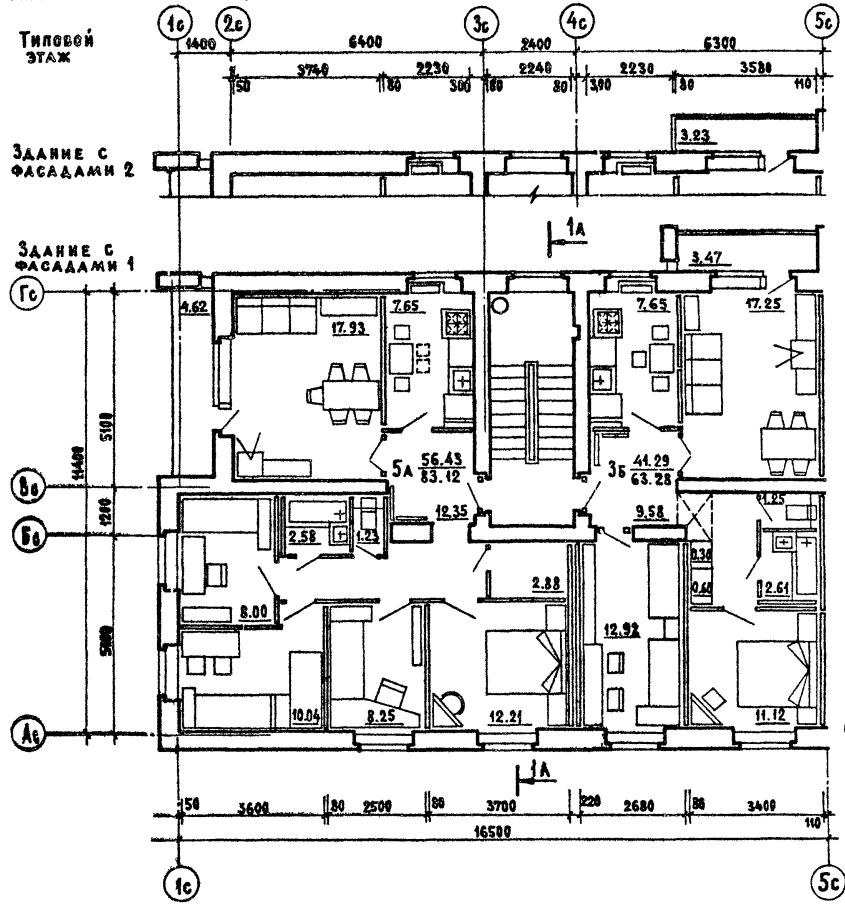 1с 2с 3с 4с 5с
Типовой
этаж
1400 6400 2400 6300
50 3740 80 2230 300 80 2240 80 390 2230 80 3580 110
Здание с
фасадами 2
3.23
1А
Здание с
фасадами 1
3.47
Гс
4.62 17.93 7.65 7.65 17.25
11400
5100
5А 56.43
83.12
3Б 41.29
63.28
Вс
1200
12.35 9.58 1.25
Бс
2.58 1.23
0.30
8.00 2.88 0.60 2.61
5100
12.92
10.04 8.25 12.21 11.12
Ас
1А
50 3600 80 2500 80 3700 220 2680 80 3400 110
16500
1с 5с